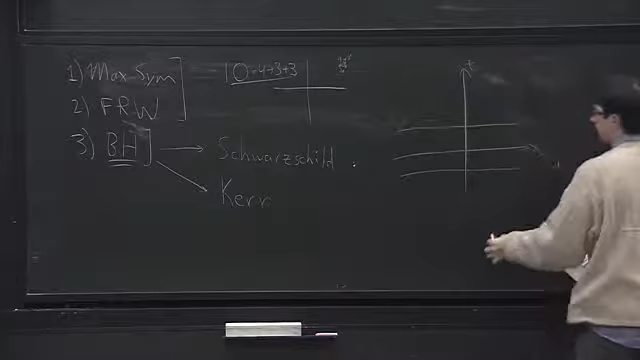 1) Max Sym
2) FRW
3) BH
Schwarzschild
Kerr
10=4+3+3
t